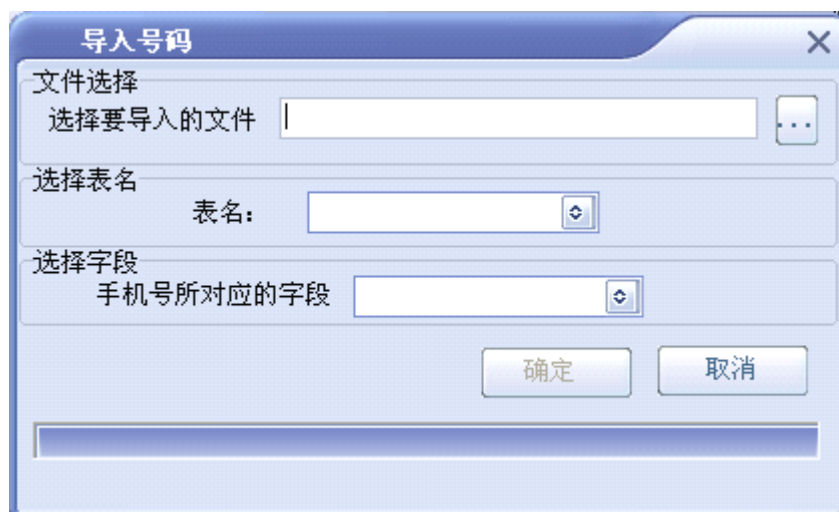 导入号码
文件选择
选择要导入的文件
...
选择表名
表名：
选择字段
手机号所对应的字段
确定
取消